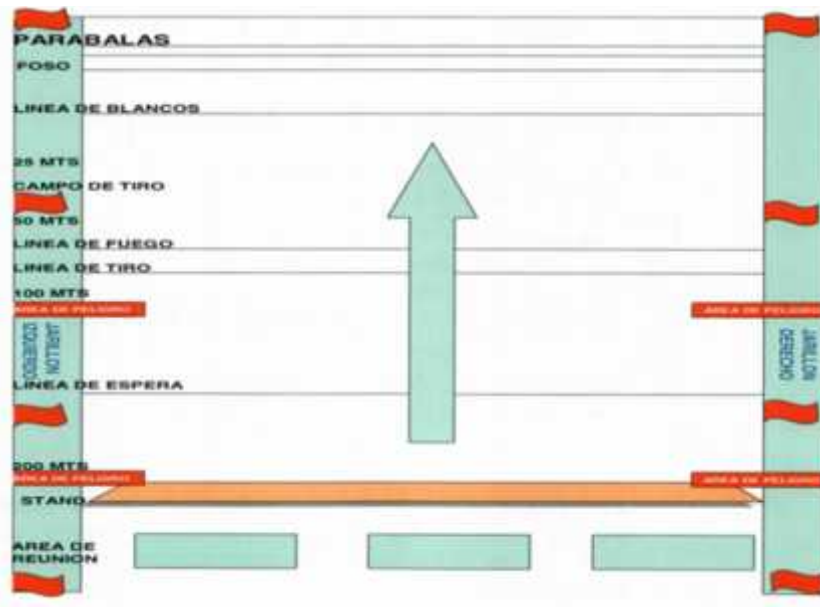 PARABALAS
FOSO
LINEA DE BLANCOS
25 MTS
CAMPO DE TIRO
50 MTS
LINEA DE FUEGO
LINEA DE TIRO
100 MTS
AREA DE PELIGRO
AREA DE PELIGRO
JARILLON
IZQUIERDO
JARILLON
DERECHO
LINEA DE ESPERA
200 MTS
AREA DE PELIGRO
AREA DE PELIGRO
STAND
AREA DE
REUNION